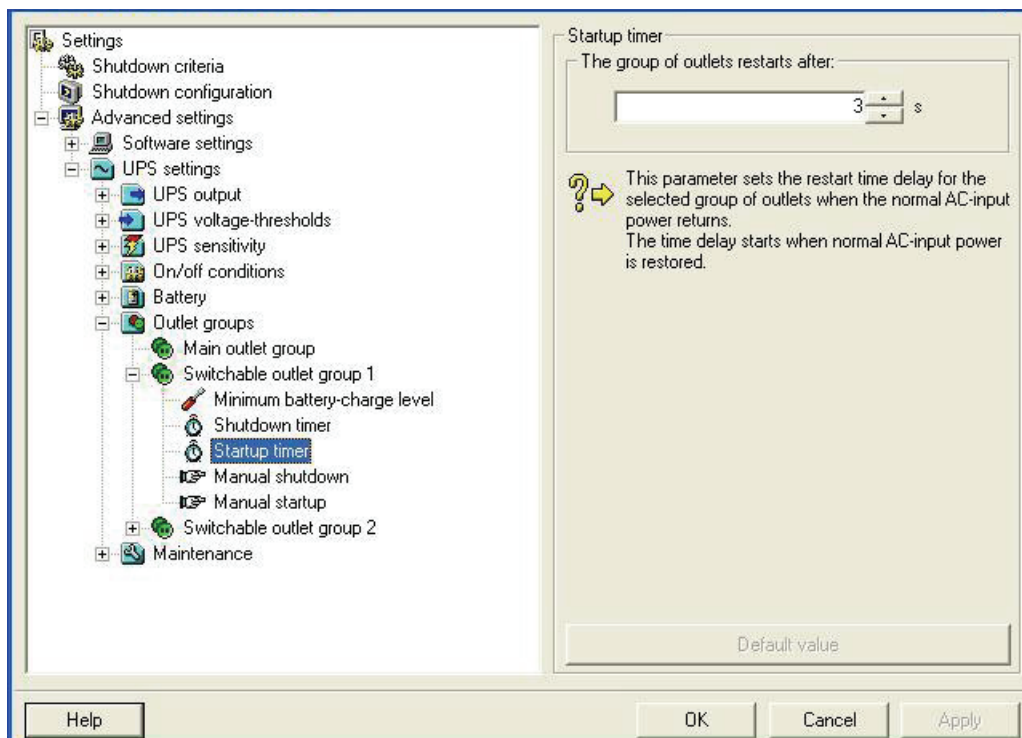 Settings
Shutdown criteria
Shutdown configuration
Advanced settings
Software settings
UPS settings
UPS output
UPS voltage-thresholds
UPS sensitivity
On/off conditions
Battery
Outlet groups
Main outlet group
Switchable outlet group 1
Minimum battery-charge level
Shutdown timer
Startup timer
Manual shutdown
Manual startup
Switchable outlet group 2
Maintenance
Startup timer
The group of outlets restarts after:
3 s
This parameter sets the restart time delay for the
selected group of outlets when the normal AC-input
power returns.
The time delay starts when normal AC-input power
is restored.
Default value
Help
OK
Cancel
Apply